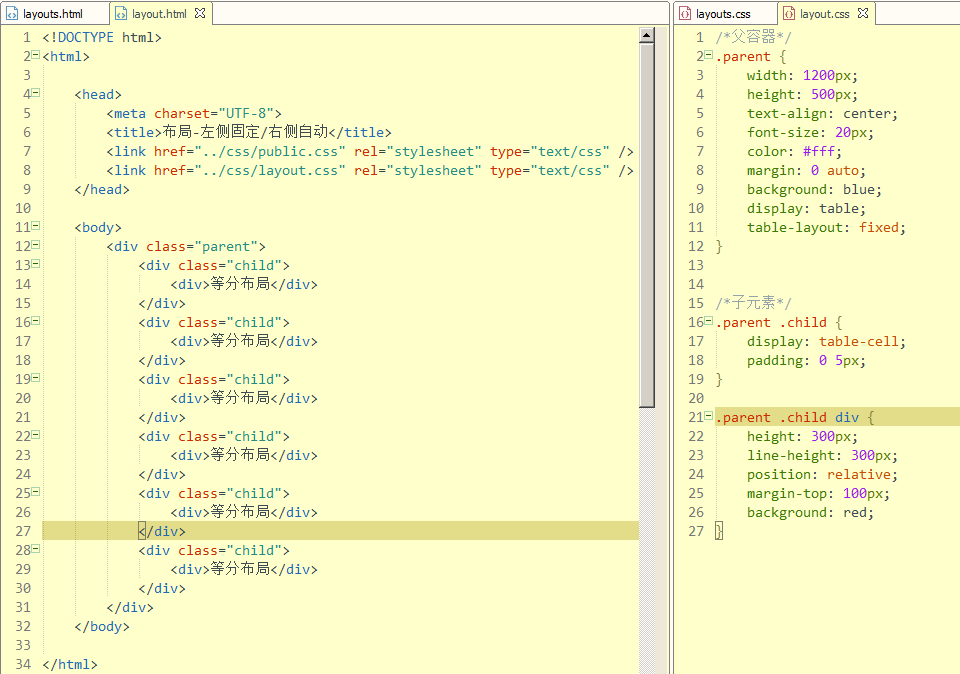 layouts.html
layout.html
1 <!DOCTYPE html>
2 <html>
3
4     <head>
5         <meta charset="UTF-8">
6         <title>布局-左侧固定/右侧自动</title>
7         <link href="../css/public.css" rel="stylesheet" type="text/css" />
8         <link href="../css/layout.css" rel="stylesheet" type="text/css" />
9     </head>
10
11     <body>
12         <div class="parent">
13             <div class="child">
14                 <div>等分布局</div>
15             </div>
16             <div class="child">
17                 <div>等分布局</div>
18             </div>
19             <div class="child">
20                 <div>等分布局</div>
21             </div>
22             <div class="child">
23                 <div>等分布局</div>
24             </div>
25             <div class="child">
26                 <div>等分布局</div>
27             </div>
28             <div class="child">
29                 <div>等分布局</div>
30             </div>
31         </div>
32     </body>
33
34 </html>
layouts.css
layout.css
1 /*父容器*/
2 .parent {
3     width: 1200px;
4     height: 500px;
5     text-align: center;
6     font-size: 20px;
7     color: #fff;
8     margin: 0 auto;
9     background: blue;
10     display: table;
11     table-layout: fixed;
12 }
13
14
15 /*子元素*/
16 .parent .child {
17     display: table-cell;
18     padding: 0 5px;
19 }
20
21 .parent .child div {
22     height: 300px;
23     line-height: 300px;
24     position: relative;
25     margin-top: 100px;
26     background: red;
27 }